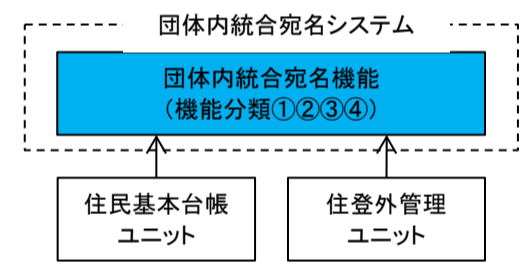 団体内統合宛名システム
団体内統合宛名機能
（機能分類①②③④）
住民基本台帳
ユニット
住登外管理
ユニット